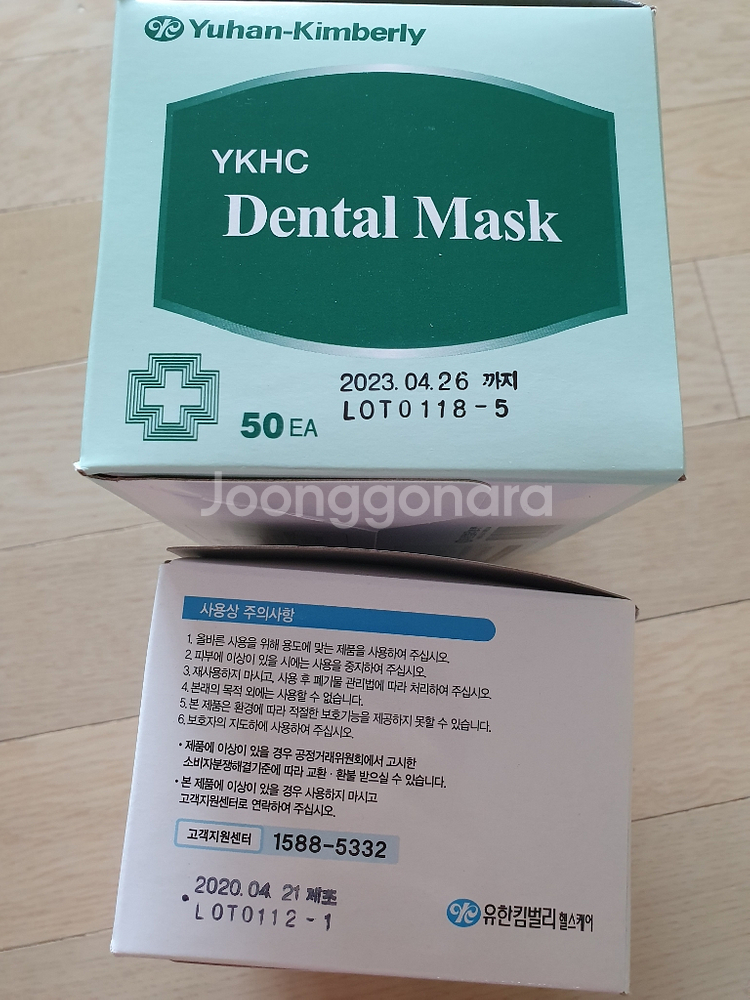 Yuhan-Kimberly
YKHC
Dental Mask
2023.04.26 까지
LOT0118-5
50 EA
Joonggonara
사용상 주의사항
1. 올바른 사용을 위해 용도에 맞는 제품을 사용하여 주십시오.
2. 피부에 이상이 있을 시에는 사용을 중지하여 주십시오.
3. 재사용하지 마시고, 사용 후 폐기물 관리법에 따라 처리하여 주십시오.
4. 본래의 목적 외에는 사용할 수 없습니다.
5. 본 제품은 환경에 따라 적절한 보호기능을 제공하지 못할 수 있습니다.
6. 보호자의 지도하에 사용하여 주십시오.
• 제품에 이상이 있을 경우 공정거래위원회에서 고시한
소비자분쟁해결기준에 따라 교환·환불 받으실 수 있습니다.
• 본 제품에 이상이 있을 경우 사용하지 마시고
고객지원센터로 연락하여 주십시오.
고객지원센터 1588-5332
2020.04 21 제조
LOT0112-1
유한킴벌리 헬스케어